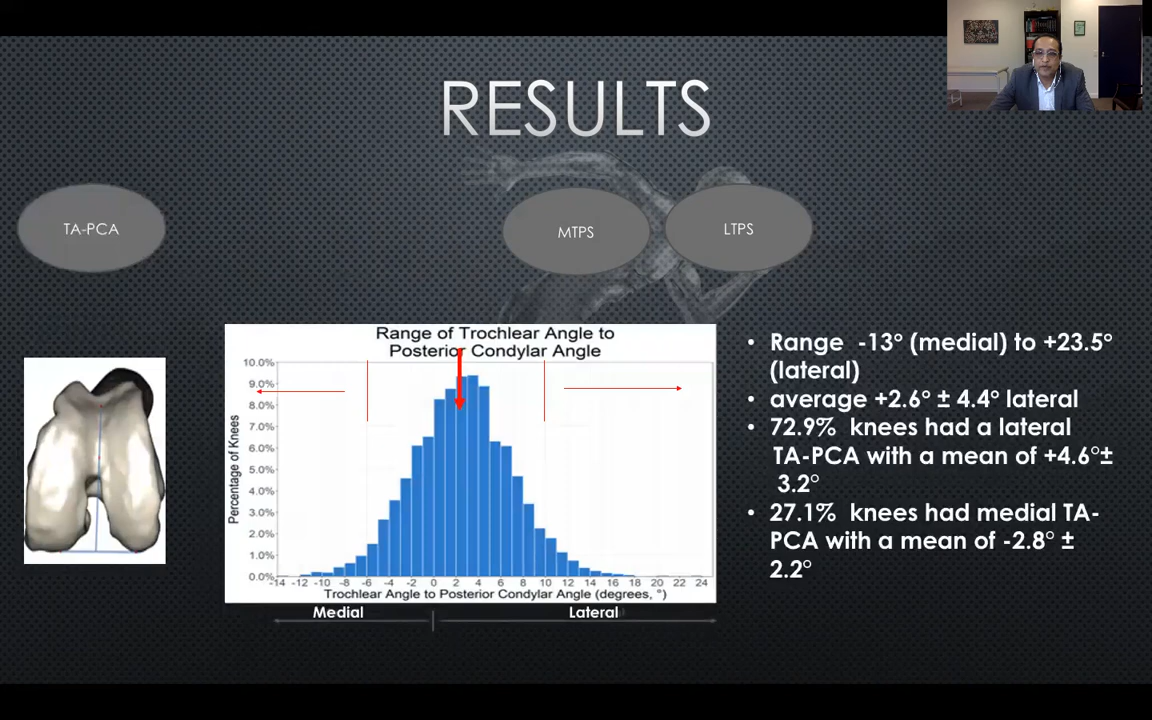 RESULTS
TA-PCA
MTPS
LTPS
Range of Trochlear Angle to
Posterior Condylar Angle
10.0%
9.0%
8.0%
7.0%
6.0%
5.0%
4.0%
3.0%
2.0%
1.0%
0.0%
Percentage of Knees
-14 -12 -10 -8 -6 -4 -2 0 2 4 6 8 10 12 14 16 18 20 22 24
Trochlear Angle to Posterior Condylar Angle (degrees, °)
Medial
Lateral
• Range -13° (medial) to +23.5°
(lateral)
• average +2.6° ± 4.4° lateral
• 72.9% knees had a lateral
TA-PCA with a mean of +4.6°±
3.2°
• 27.1% knees had medial TA-
PCA with a mean of -2.8° ±
2.2°